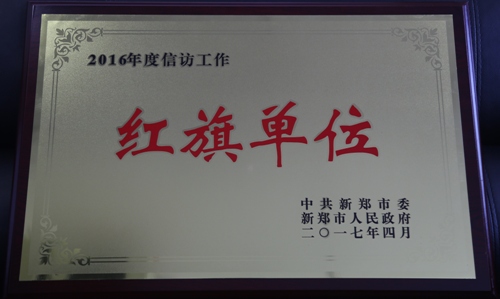 2016年度信访工作
红旗单位
中共新郑市委
新郑市人民政府
二〇一七年四月